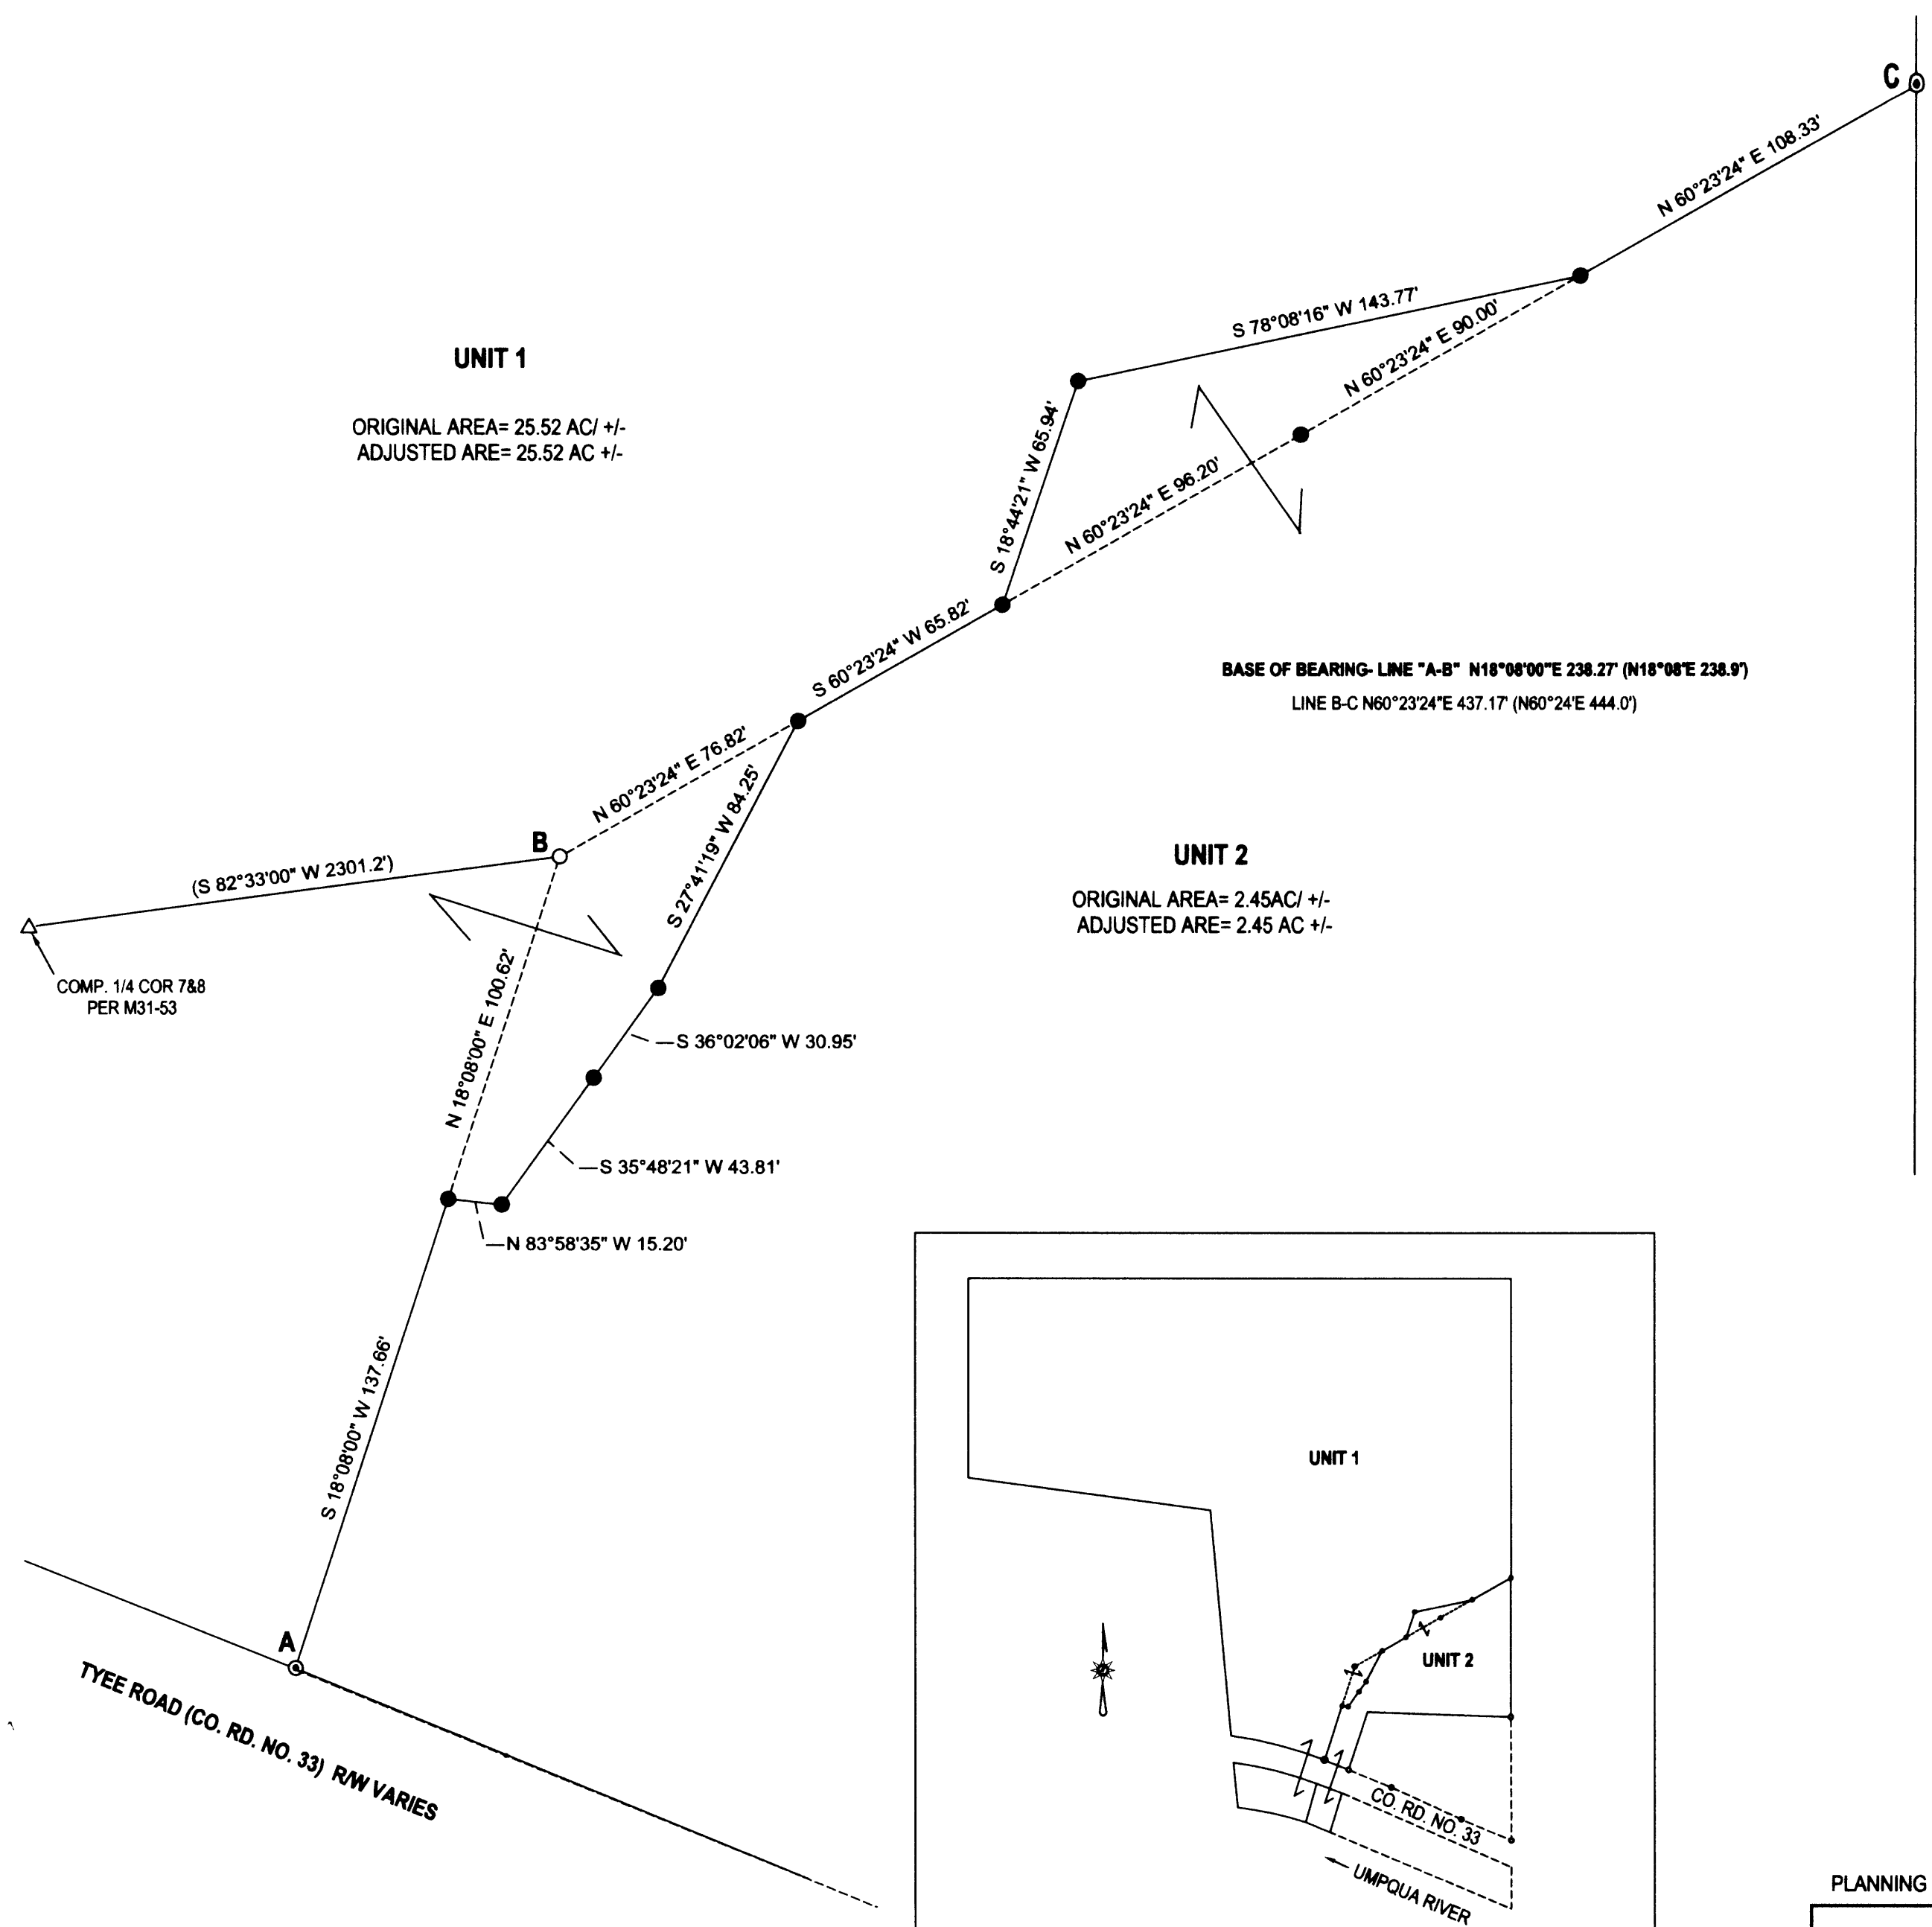 C
N 60°23'24" E 108.33'
S 78°08'16" W 143.77'
N 60°23'24" E 90.00'
UNIT 1
ORIGINAL AREA= 25.52 AC/ +/-
ADJUSTED ARE= 25.52 AC +/-
S 18°44'21" W 65.94'
N 60°23'24" E 96.20'
S 60°23'24" W 65.82'
BASE OF BEARING- LINE "A-B" N18°08'00"E 238.27' (N18°08'E 238.9')
LINE B-C N60°23'24"E 437.17' (N60°24'E 444.0')
N 60°23'24" E 76.82'
B
S 27°41'19" W 84.25'
(S 82°33'00" W 2301.2')
UNIT 2
ORIGINAL AREA= 2.45AC/ +/-
ADJUSTED ARE= 2.45 AC +/-
COMP. 1/4 COR 7&8
PER M31-53
N 18°08'00" E 100.62'
S 36°02'06" W 30.95'
S 35°48'21" W 43.81'
N 83°58'35" W 15.20'
S 18°08'00" W 137.66'
A
TYEE ROAD (CO. RD. NO. 33) R/W VARIES
UNIT 1
UNIT 2
CO. RD. NO. 33
UMPQUA RIVER
PLANNING